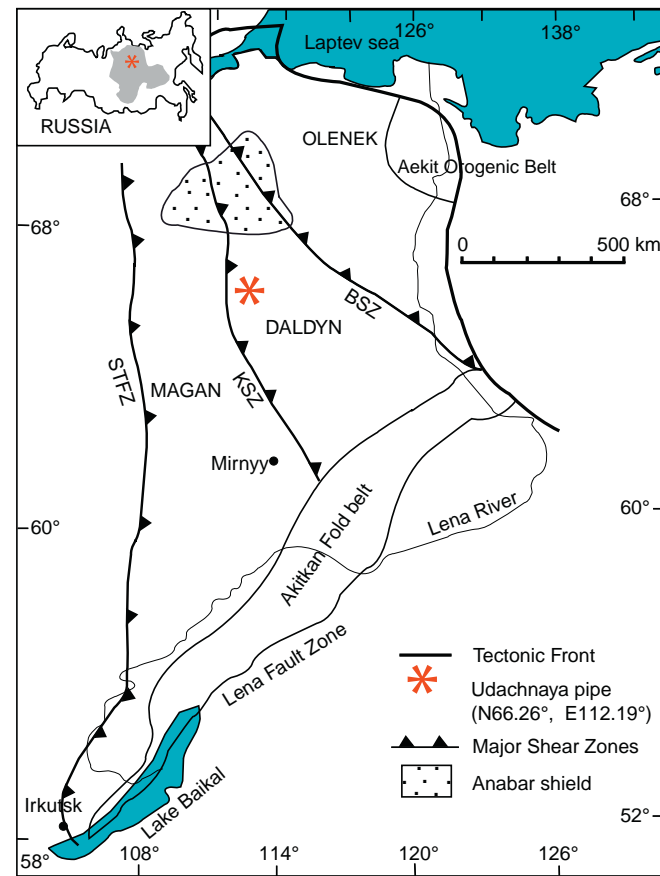 Laptev sea
126°
138°
RUSSIA
OLENEK
Aekit Orogenic Belt
68°
68°
0
500 km
BSZ
DALDYN
STFZ
MAGAN
KSZ
Mirnyy
60°
60°
Lena River
Akitkan Fold belt
Lena Fault Zone
Tectonic Front
Udachnaya pipe
(N66.26°, E112.19°)
Major Shear Zones
Anabar shield
Irkutsk
Lake Baikal
52°
58°
108°
114°
120°
126°